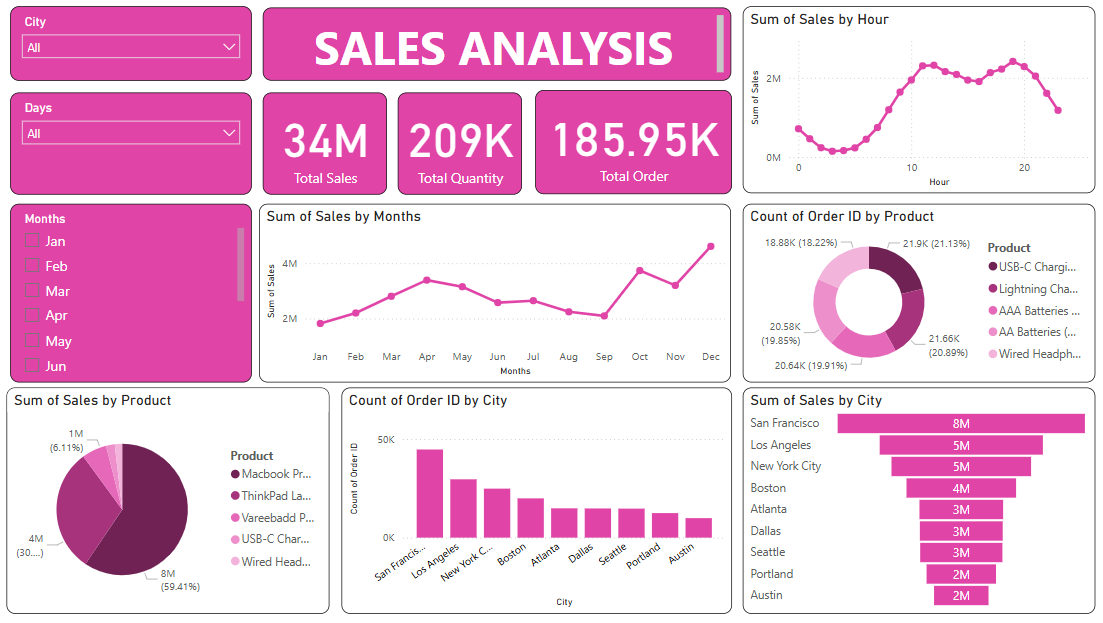 City
All
Days
All
Months
Jan
Feb
Mar
Apr
May
Jun
SALES ANALYSIS
34M
Total Sales
209K
Total Quantity
185.95K
Total Order
Sum of Sales by Hour
Sum of Sales
2M
0M
0 10 20
Hour
Sum of Sales by Months
Sum of Sales
4M
2M
Jan Feb Mar Apr May Jun Jul Aug Sep Oct Nov Dec
Months
Count of Order ID by Product
18.88K (18.22%)
21.9K (21.13%)
20.58K
(19.85%)
21.66K
(20.89%)
20.64K (19.91%)
Product
USB-C Chargi...
Lightning Cha...
AAA Batteries ...
AA Batteries (...
Wired Headph...
Sum of Sales by Product
1M
(6.11%)
4M
(30....)
8M
(59.41%)
Product
Macbook Pr...
ThinkPad La...
Vareebadd P...
USB-C Char...
Wired Head...
Count of Order ID by City
Count of Order ID
50K
0K
San Francis...
Los Angeles
New York C...
Boston
Atlanta
Dallas
Seattle
Portland
Austin
City
Sum of Sales by City
San Francisco 8M
Los Angeles 5M
New York City 5M
Boston 4M
Atlanta 3M
Dallas 3M
Seattle 3M
Portland 2M
Austin 2M